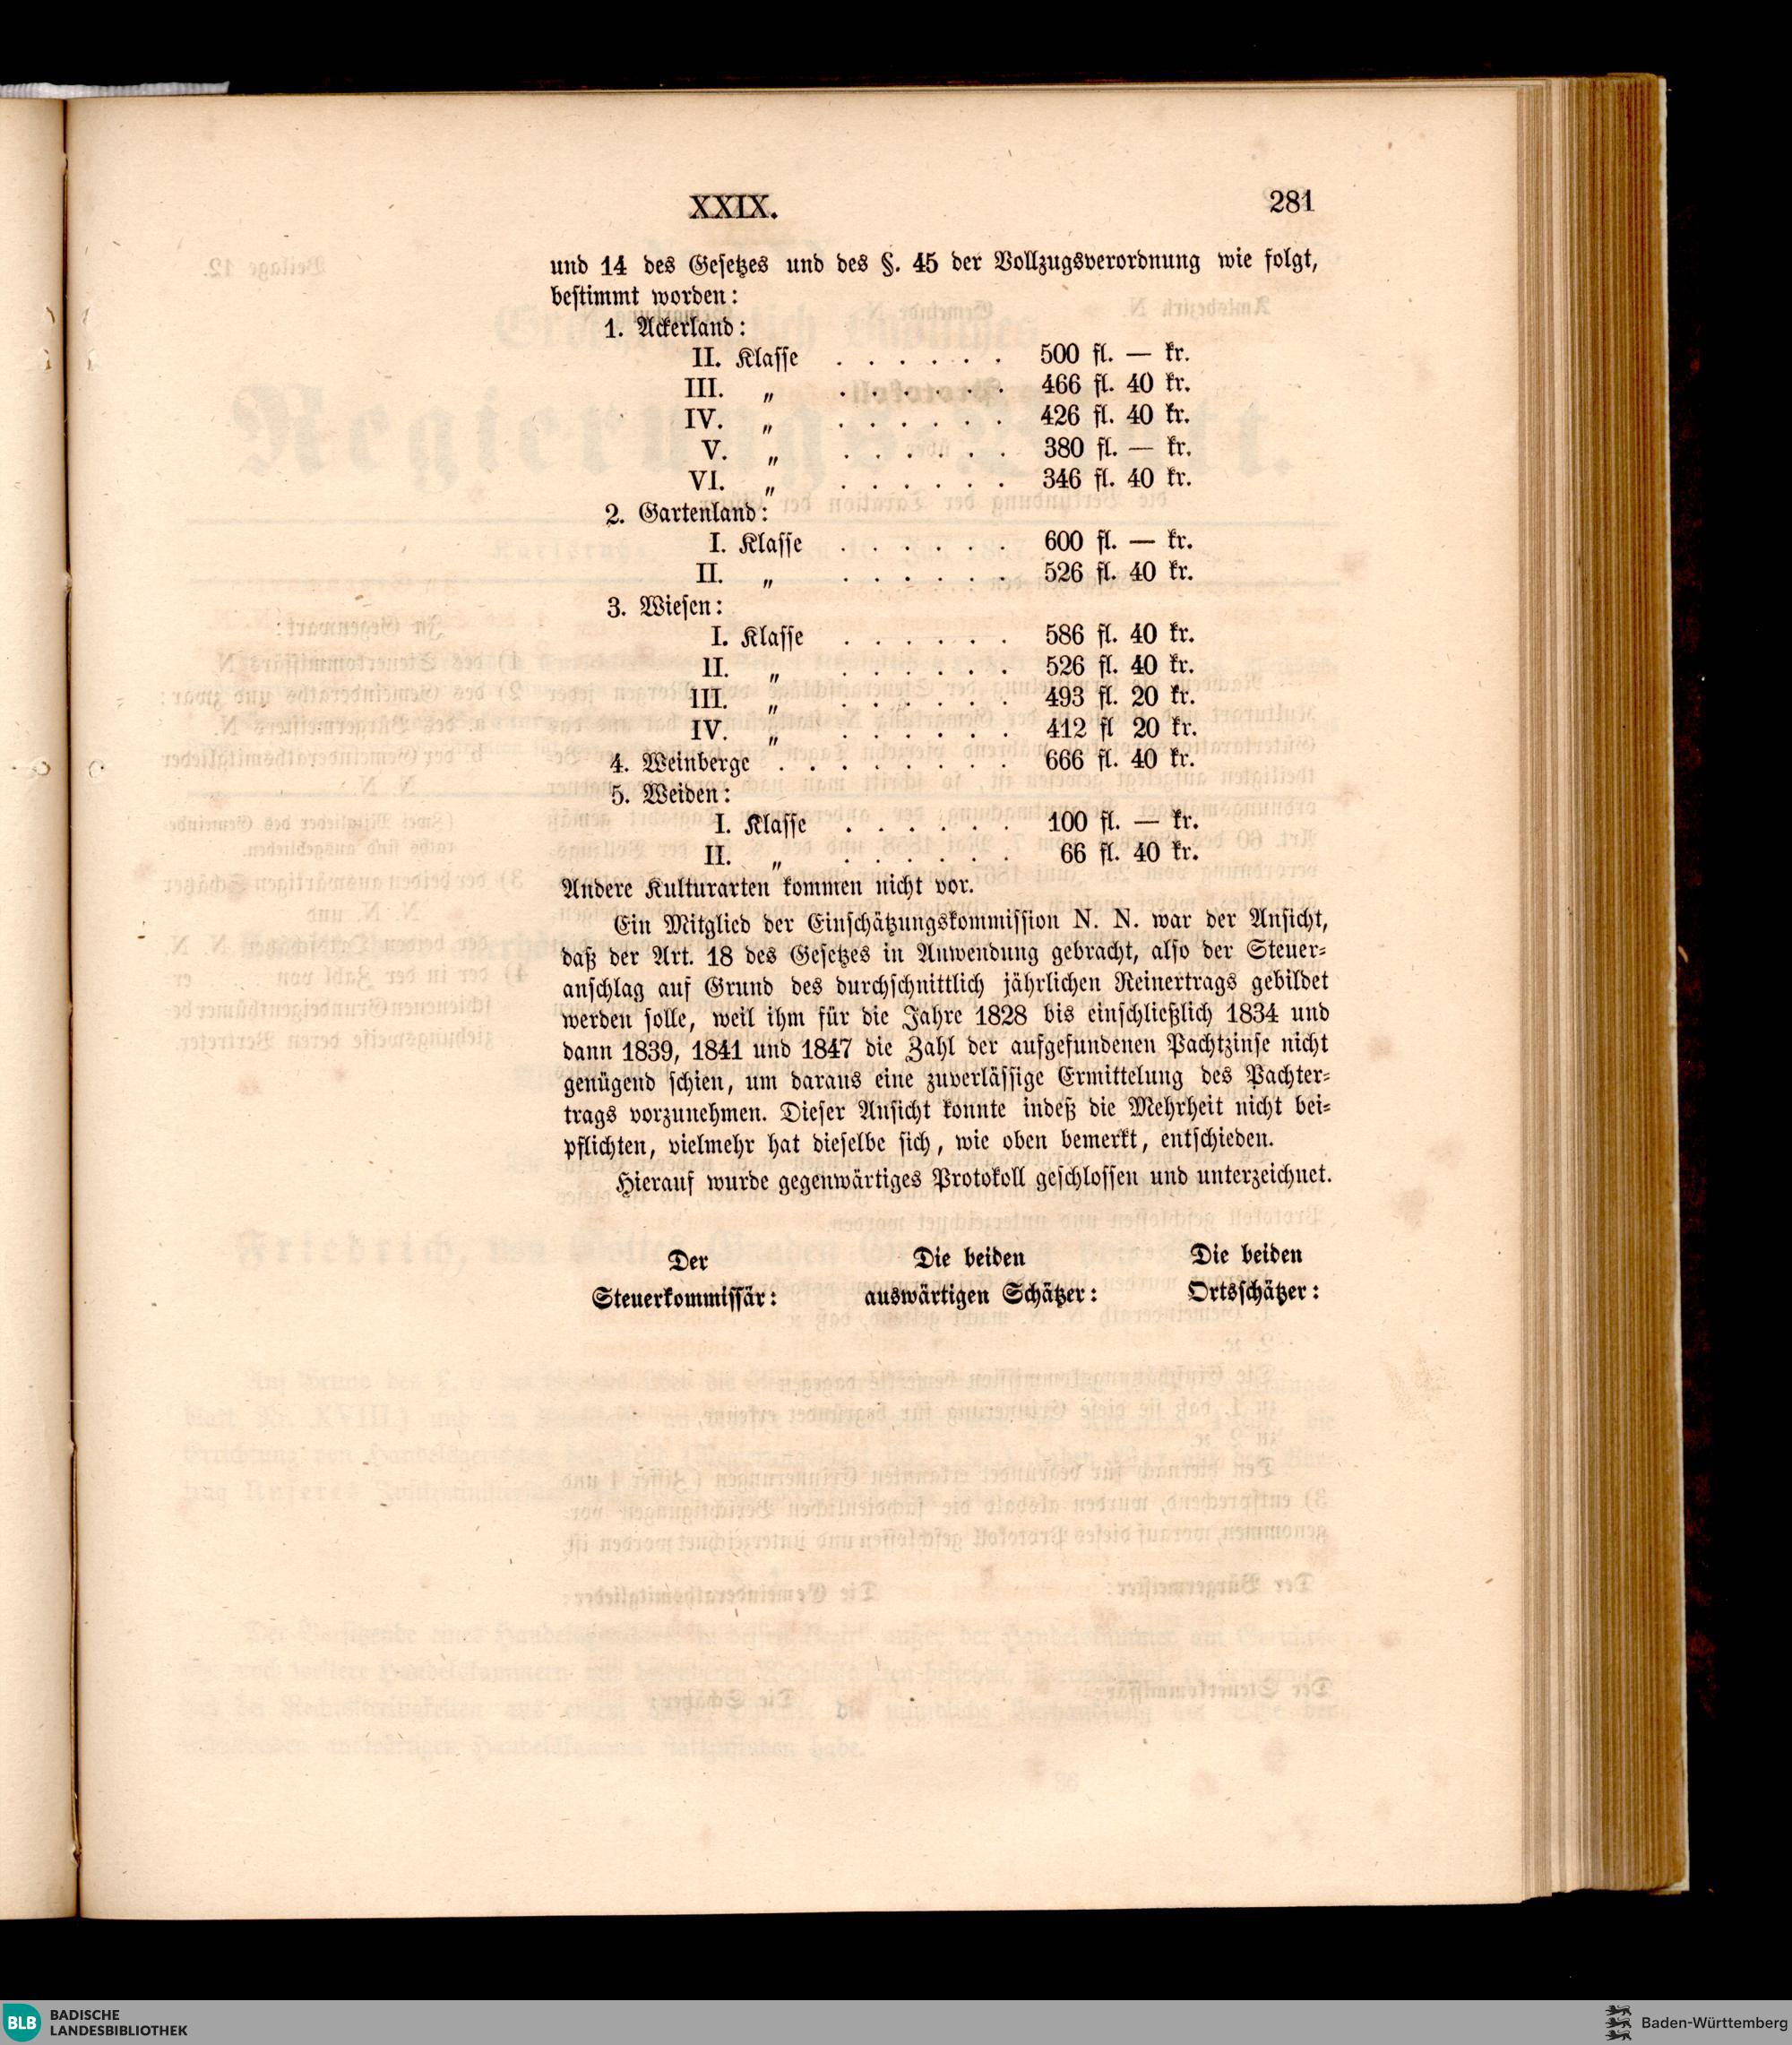 XXIX. 281
und 14 des Gesetzes und des §. 45 der Vollzugsverordnung wie folgt,
bestimmt worden:
1. Ackerland:
II. Klasse . . . . . . 500 fl. — kr.
III. „ . . . . . . 466 fl. 40 kr.
IV. „ . . . . . . 426 fl. 40 kr.
V. „ . . . . . . 380 fl. — kr.
VI. „ . . . . . . 346 fl. 40 kr.
2. Gartenland:
I. Klasse . . . . . . 600 fl. — kr.
II. „ . . . . . . 526 fl. 40 kr.
3. Wiesen:
I. Klasse . . . . . . 586 fl. 40 kr.
II. „ . . . . . . 526 fl. 40 kr.
III. „ . . . . . . 493 fl. 20 kr.
IV. „ . . . . . . 412 fl 20 kr.
4. Weinberge . . . . . . . . 666 fl. 40 kr.
5. Weiden:
I. Klasse . . . . . . 100 fl. — kr.
II. „ . . . . . . 66 fl. 40 kr.
Andere Kulturarten kommen nicht vor.
Ein Mitglied der Einschätzungskommission N. N. war der Ansicht,
daß der Art. 18 des Gesetzes in Anwendung gebracht, also der Steuer-
anschlag auf Grund des durchschnittlich jährlichen Reinertrags gebildet
werden solle, weil ihm für die Jahre 1828 bis einschließlich 1834 und
dann 1839, 1841 und 1847 die Zahl der aufgefundenen Pachtzinse nicht
genügend schien, um daraus eine zuverlässige Ermittelung des Pachter-
trags vorzunehmen. Dieser Ansicht konnte indeß die Mehrheit nicht bei-
pflichten, vielmehr hat dieselbe sich, wie oben bemerkt, entschieden.
Hierauf wurde gegenwärtiges Protokoll geschlossen und unterzeichnet.
Der Die beiden Die beiden
Steuerkommissär: auswärtigen Schätzer: Ortsschätzer:
BLB BADISCHE
LANDESBIBLIOTHEK
Baden-Württemberg